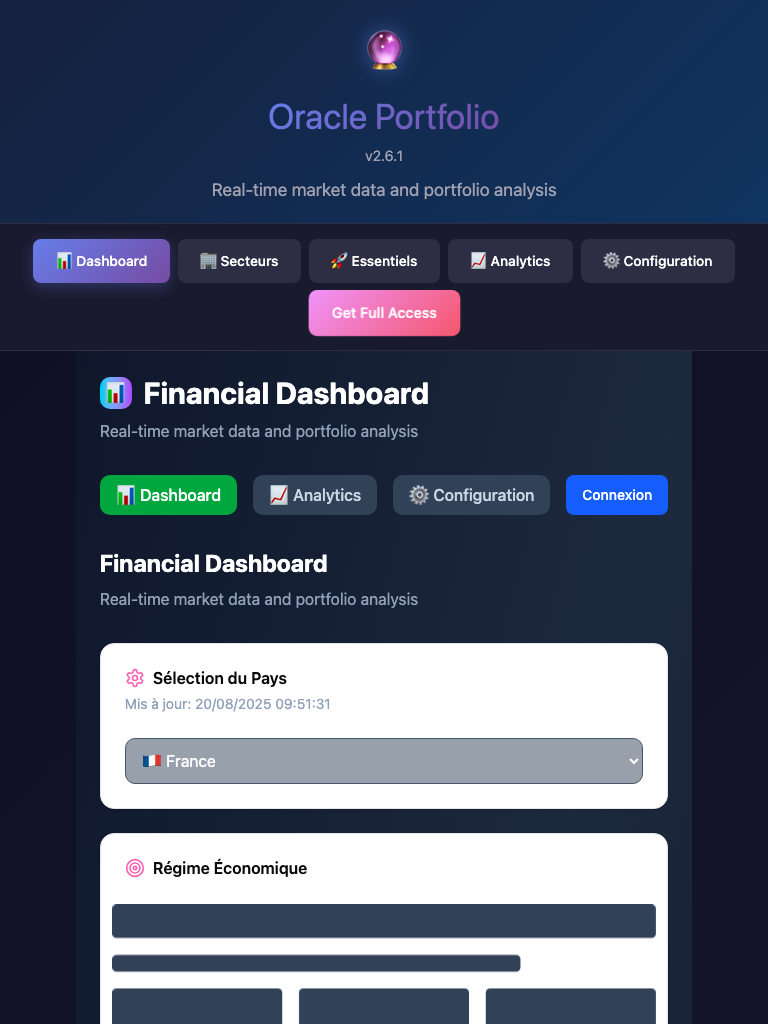 Oracle Portfolio
v2.6.1
Real-time market data and portfolio analysis
Dashboard
Secteurs
Essentiels
Analytics
Configuration
Get Full Access
Financial Dashboard
Real-time market data and portfolio analysis
Dashboard
Analytics
Configuration
Connexion
Financial Dashboard
Real-time market data and portfolio analysis
Sélection du Pays
Mis à jour: 20/08/2025 09:51:31
France
Régime Économique